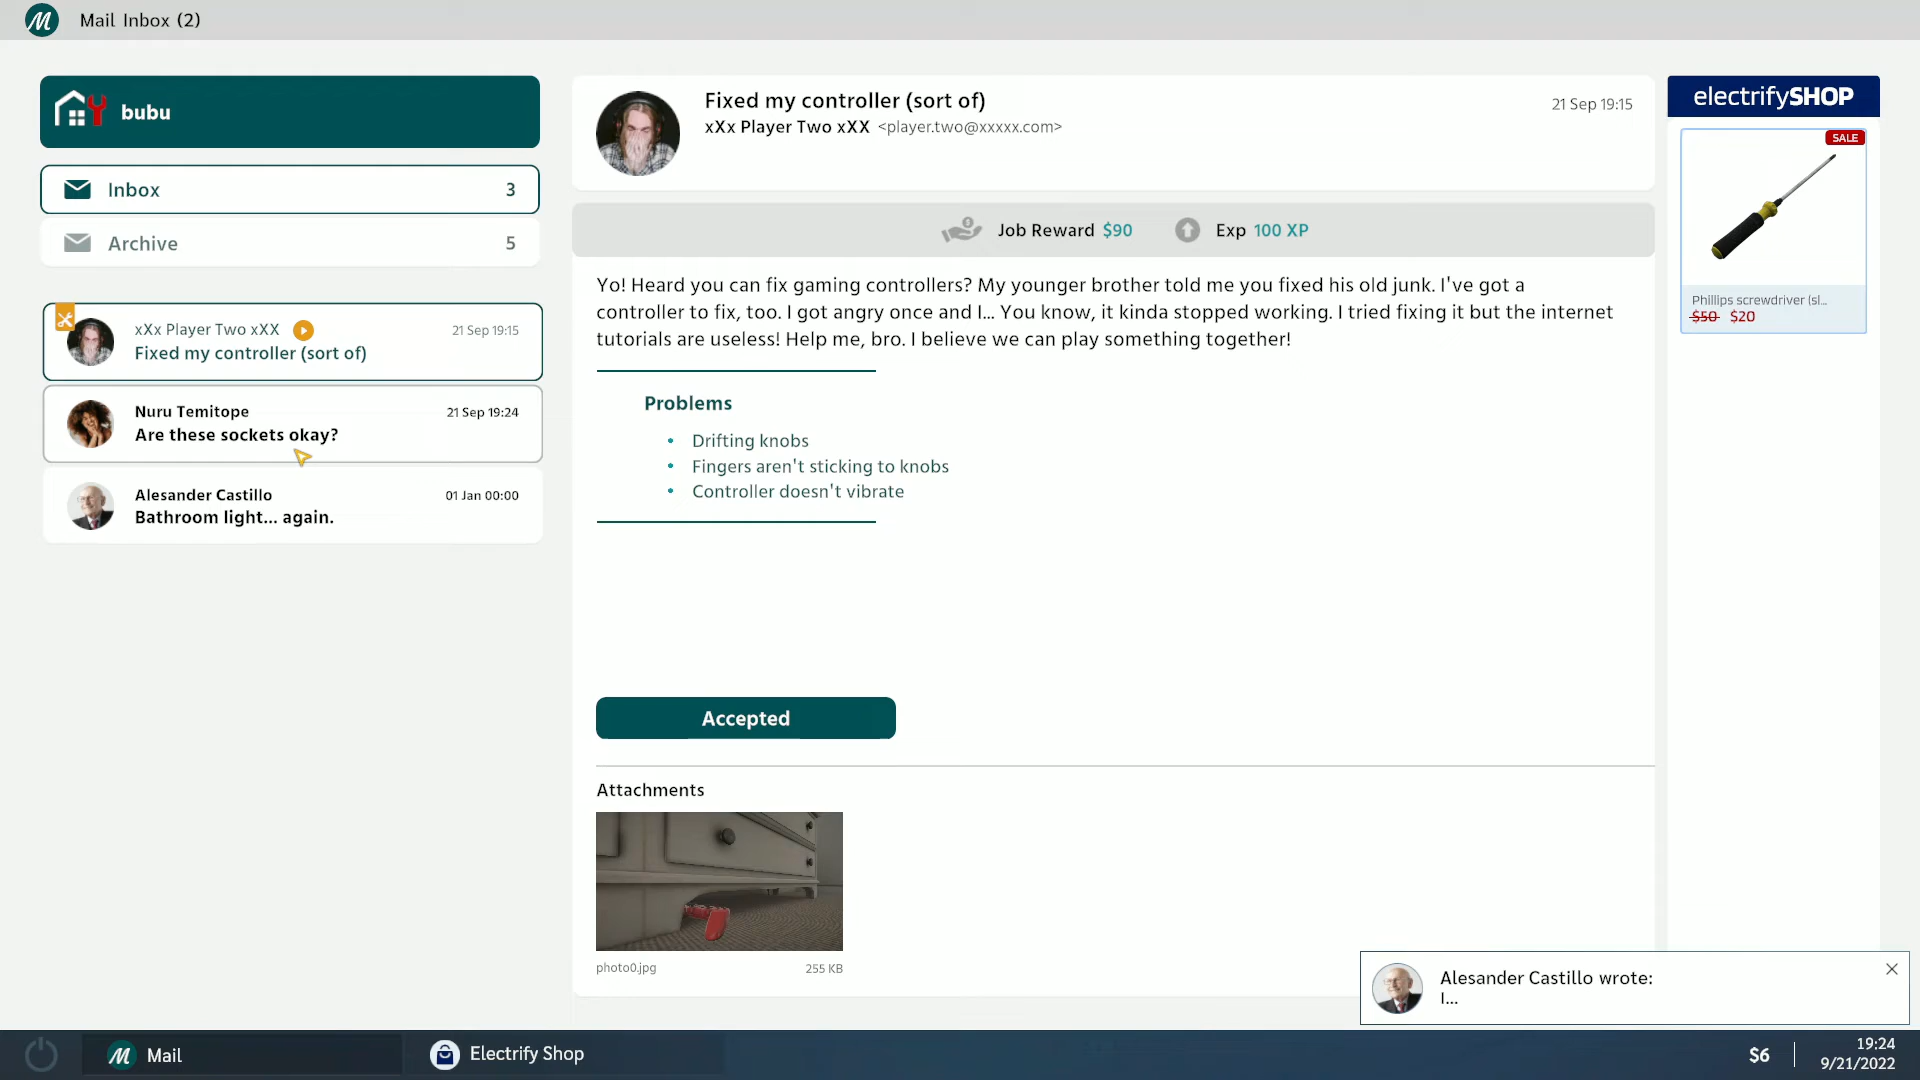 Mail Inbox (2)
bubu
Inbox 3
Archive 5
xXx Player Two xXX 21 Sep 19:15
Fixed my controller (sort of)
Nuru Temitope 21 Sep 19:24
Are these sockets okay?
Alesander Castillo 01 Jan 00:00
Bathroom light... again.
Fixed my controller (sort of) 21 Sep 19:15
xXx Player Two xXX <player.two@xxxxx.com>
Job Reward $90 Exp 100 XP
Yo! Heard you can fix gaming controllers? My younger brother told me you fixed his old junk. I've got a
controller to fix, too. I got angry once and I... You know, it kinda stopped working. I tried fixing it but the internet
tutorials are useless! Help me, bro. I believe we can play something together!
Problems
• Drifting knobs
• Fingers aren't sticking to knobs
• Controller doesn't vibrate
Accepted
Attachments
photo0.jpg 255 KB
electrifySHOP
SALE
Phillips screwdriver (sl...
$50 $20
Alesander Castillo wrote:
I...
Mail
Electrify Shop
$6
19:24
9/21/2022